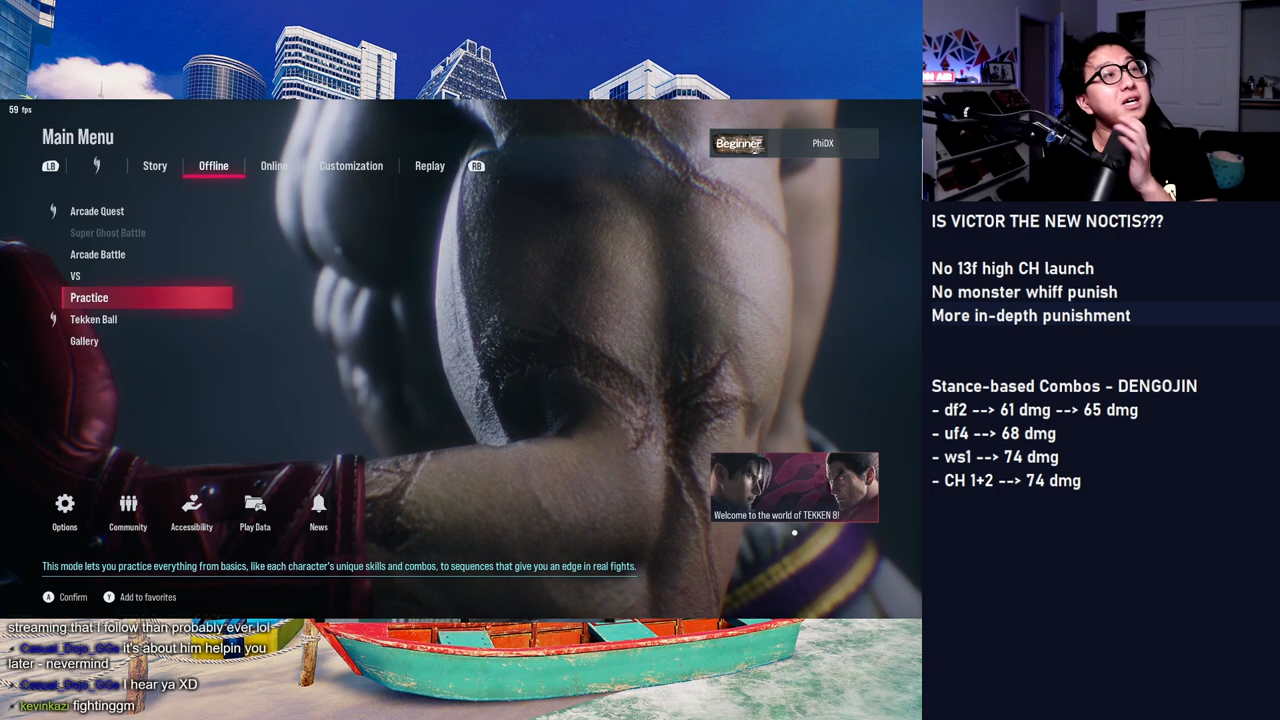 59 fps
Main Menu
LB
Story
Offline
Online
Customization
Replay
RB
Beginner
PhiDX
Arcade Quest
Super Ghost Battle
Arcade Battle
VS
Practice
Tekken Ball
Gallery
Options
Community
Accessibility
Play Data
News
Welcome to the world of TEKKEN 8!
This mode lets you practice everything from basics, like each character's unique skills and combos, to sequences that give you an edge in real fights.
A Confirm
Y Add to favorites
streaming that I follow than probably ever lol
Casual_Dojo_GGs it's about him helpin you
later - nevermind
Casual_Dojo_GGs I hear ya XD
kevinkazi fightinggm
ON AIR
IS VICTOR THE NEW NOCTIS???
No 13f high CH launch
No monster whiff punish
More in-depth punishment
Stance-based Combos - DENGOJIN
- df2 --> 61 dmg --> 65 dmg
- uf4 --> 68 dmg
- ws1 --> 74 dmg
- CH 1+2 --> 74 dmg